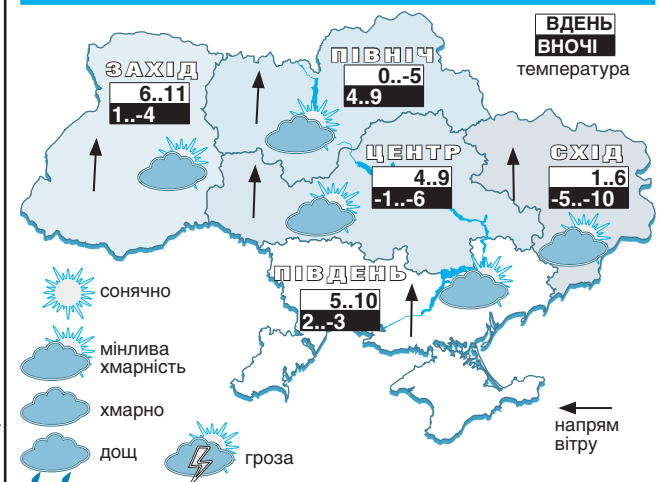 ВДЕНЬ
ВНОЧІ
температура
ПІВНІЧ
0..-5
4..9
ЗАХІД
6..11
1..-4
ЦЕНТР
4..9
-1..-6
СХІД
1..6
-5..-10
ПІВДЕНЬ
5..10
2..-3
сонячно
мінлива
хмарність
хмарно
дощ
гроза
напрям
вітру